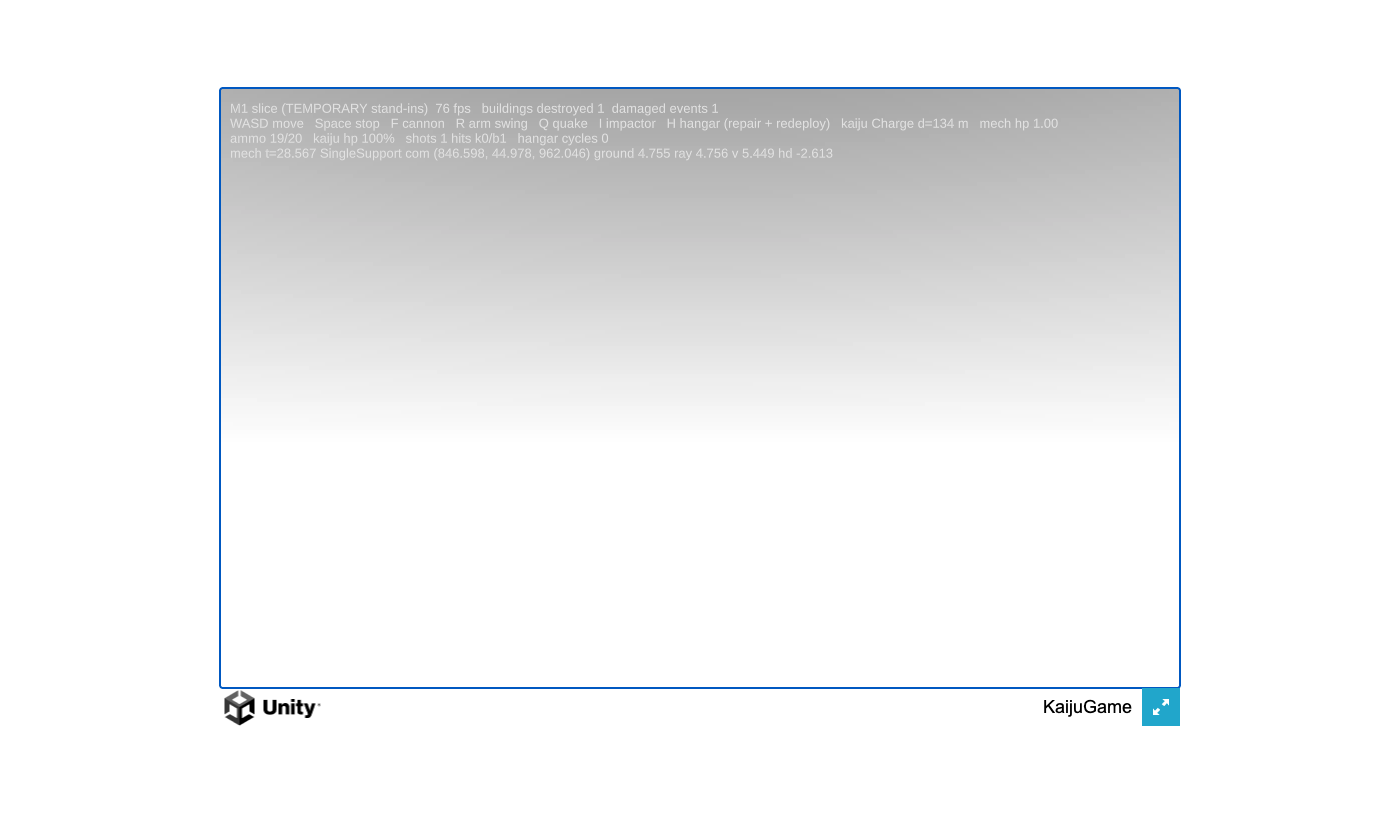 M1 slice (TEMPORARY stand-ins)  76 fps   buildings destroyed 1  damaged events 1
WASD move   Space stop   F cannon   R arm swing   Q quake   I impactor   H hangar (repair + redeploy)   kaiju Charge d=134 m   mech hp 1.00
ammo 19/20   kaiju hp 100%   shots 1 hits k0/b1   hangar cycles 0
mech t=28.567 SingleSupport com (846.598, 44.978, 962.046) ground 4.755 ray 4.756 v 5.449 hd -2.613
Unity
KaijuGame